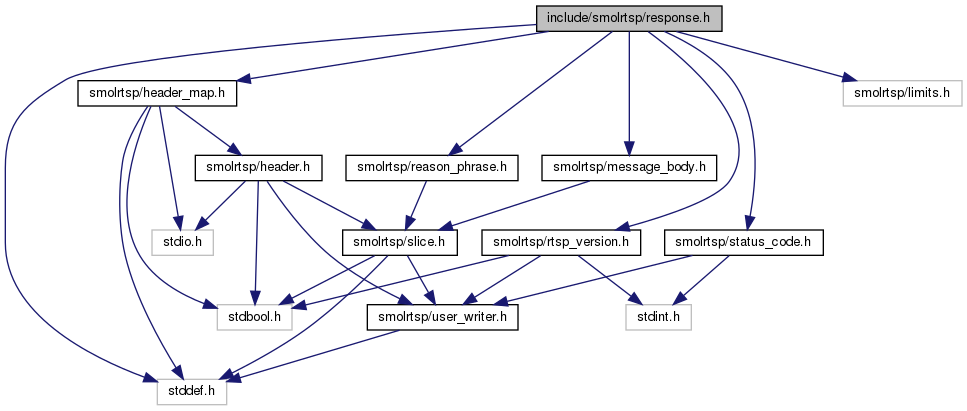 include/smolrtsp/response.h
smolrtsp/header_map.h
smolrtsp/limits.h
smolrtsp/header.h
smolrtsp/reason_phrase.h
smolrtsp/message_body.h
stdio.h
smolrtsp/slice.h
smolrtsp/rtsp_version.h
smolrtsp/status_code.h
stdbool.h
smolrtsp/user_writer.h
stdint.h
stddef.h